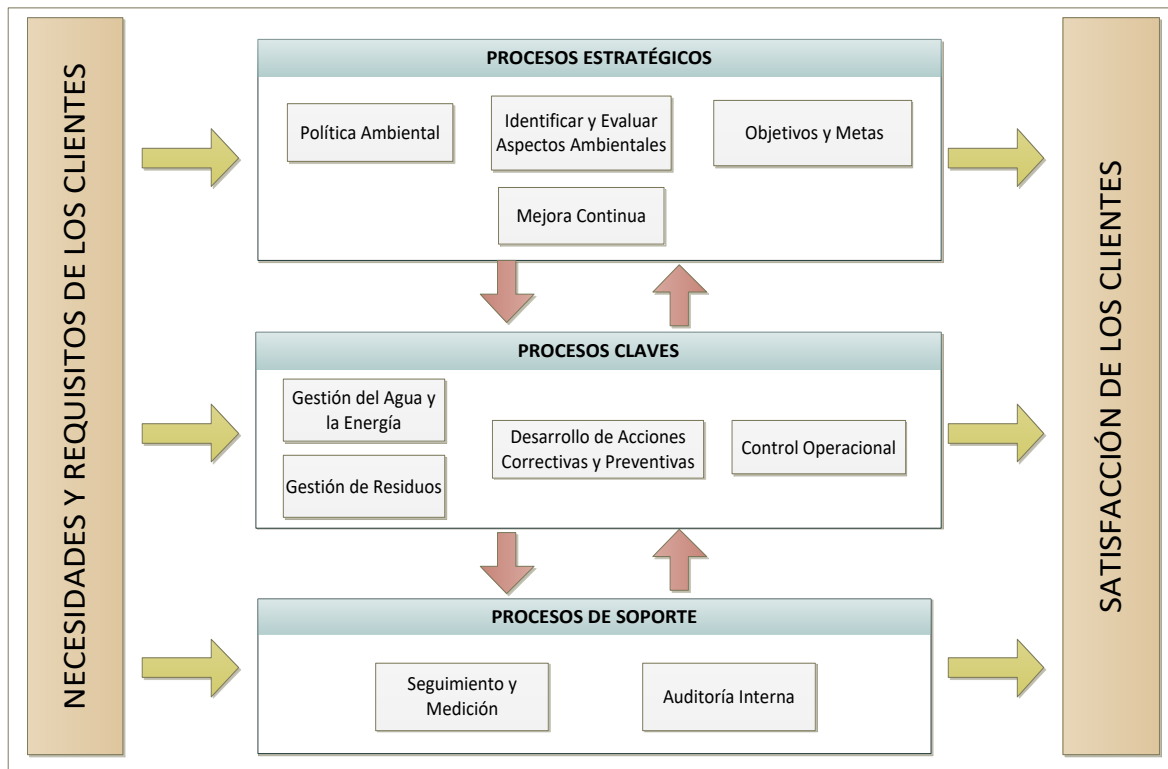 NECESIDADES Y REQUISITOS DE LOS CLIENTES
PROCESOS ESTRATÉGICOS
Política Ambiental
Identificar y Evaluar
Aspectos Ambientales
Objetivos y Metas
Mejora Continua
PROCESOS CLAVES
Gestión del Agua y
la Energía
Gestión de Residuos
Desarrollo de Acciones
Correctivas y Preventivas
Control Operacional
PROCESOS DE SOPORTE
Seguimiento y
Medición
Auditoría Interna
SATISFACCIÓN DE LOS CLIENTES